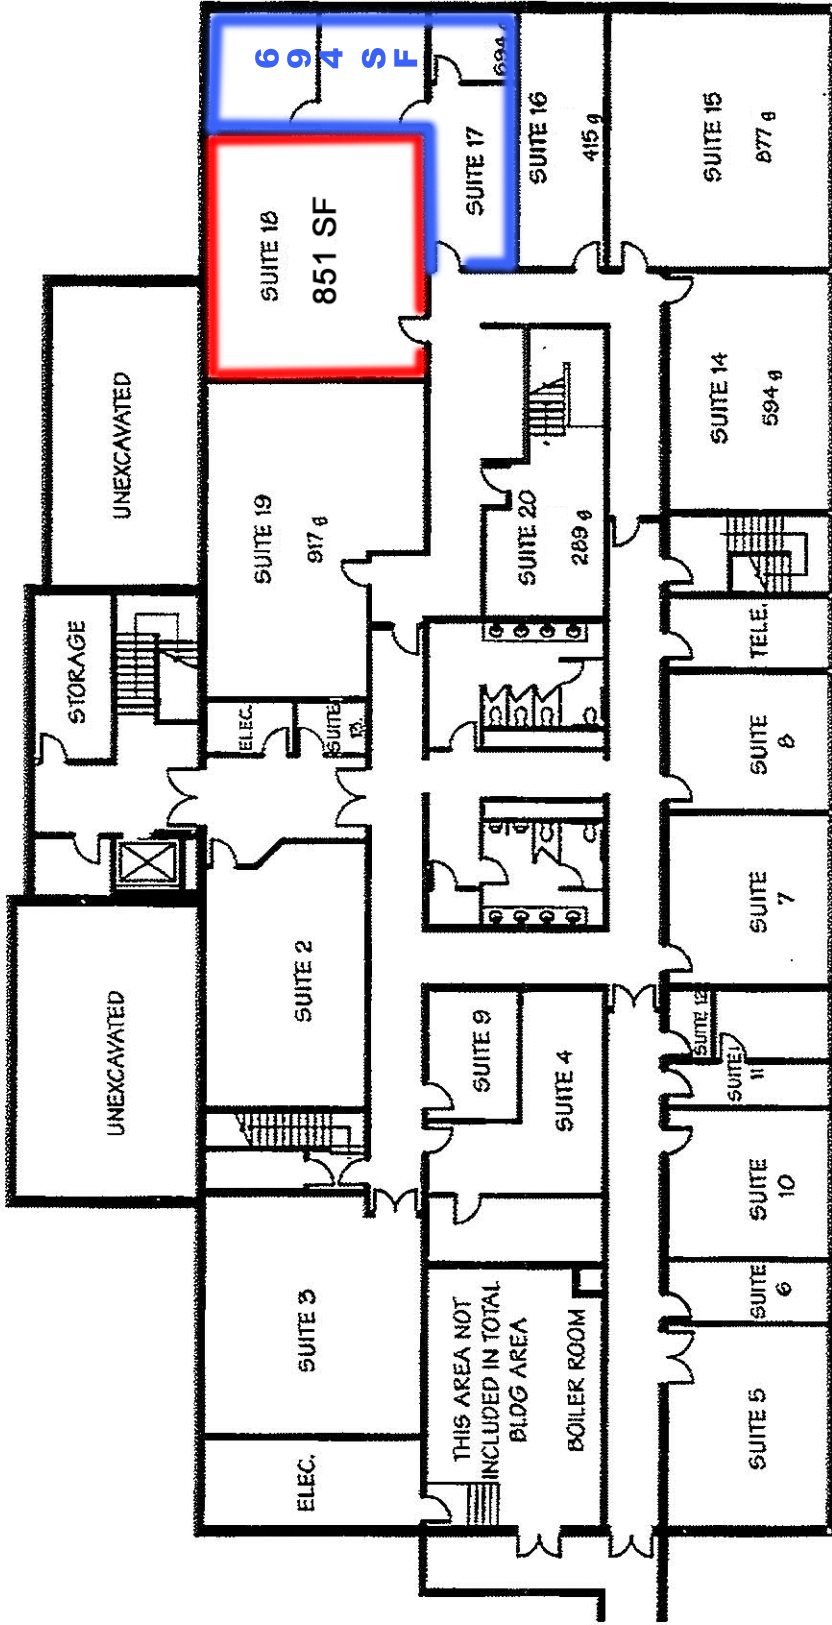 694 SF
694
SUITE 17
SUITE 16
415 ø
SUITE 15
877 ø
SUITE 18
851 SF
UNEXCAVATED
SUITE 19
917 ø
SUITE 20
289 ø
SUITE 14
594 ø
STORAGE
ELEC.
SUITE
13
TELE.
SUITE
8
SUITE
7
SUITE 2
UNEXCAVATED
SUITE 9
SUITE 4
SUITE 12
SUITE
11
SUITE
10
SUITE
6
SUITE 5
SUITE 3
ELEC.
THIS AREA NOT
INCLUDED IN TOTAL
BLDG AREA
BOILER ROOM